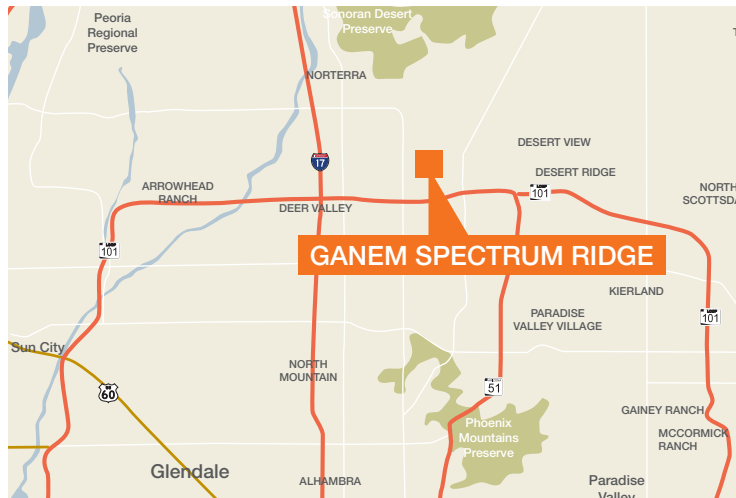 Sonoran Desert
Preserve
Peoria
Regional
Preserve
NORTERRA
17
DESERT VIEW
DESERT RIDGE
101
ARROWHEAD
RANCH
DEER VALLEY
NORTH
101
GANEM SPECTRUM RIDGE
KIERLAND
101
PARADISE
VALLEY VILLAGE
Sun City
NORTH
MOUNTAIN
60
51
GAINEY RANCH
Phoenix
Mountains
Preserve
MCCORMICK
RANCH
Glendale
ALHAMBRA
Paradise
Valley